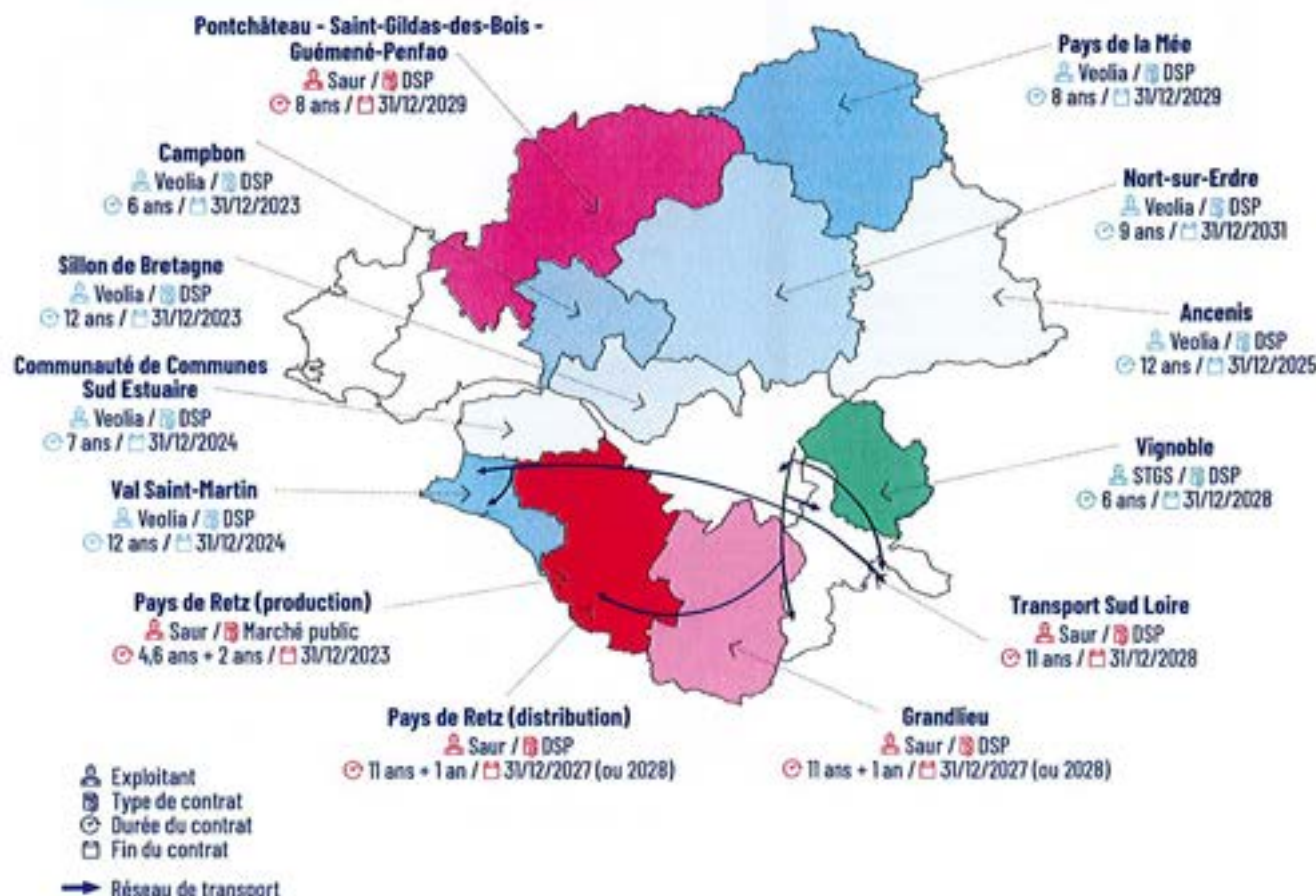 Pontchâteau - Saint-Gildas-des-Bois -
Guémené-Penfao
Saur / DSP
8 ans / 31/12/2029
Pays de la Mée
Veolia / DSP
8 ans / 31/12/2029
Campbon
Veolia / DSP
6 ans / 31/12/2023
Nort-sur-Erdre
Veolia / DSP
9 ans / 31/12/2031
Sillon de Bretagne
Veolia / DSP
12 ans / 31/12/2023
Ancenis
Veolia / DSP
12 ans / 31/12/2025
Communauté de Communes
Sud Estuaire
Veolia / DSP
7 ans / 31/12/2024
Vignoble
STGS / DSP
6 ans / 31/12/2028
Val Saint-Martin
Veolia / DSP
12 ans / 31/12/2024
Pays de Retz (production)
Saur / Marché public
4,6 ans + 2 ans / 31/12/2023
Transport Sud Loire
Saur / DSP
11 ans / 31/12/2028
Pays de Retz (distribution)
Saur / DSP
11 ans + 1 an / 31/12/2027 (ou 2028)
Grandlieu
Saur / DSP
11 ans + 1 an / 31/12/2027 (ou 2028)
Exploitant
Type de contrat
Durée du contrat
Fin du contrat
Réseau de transport